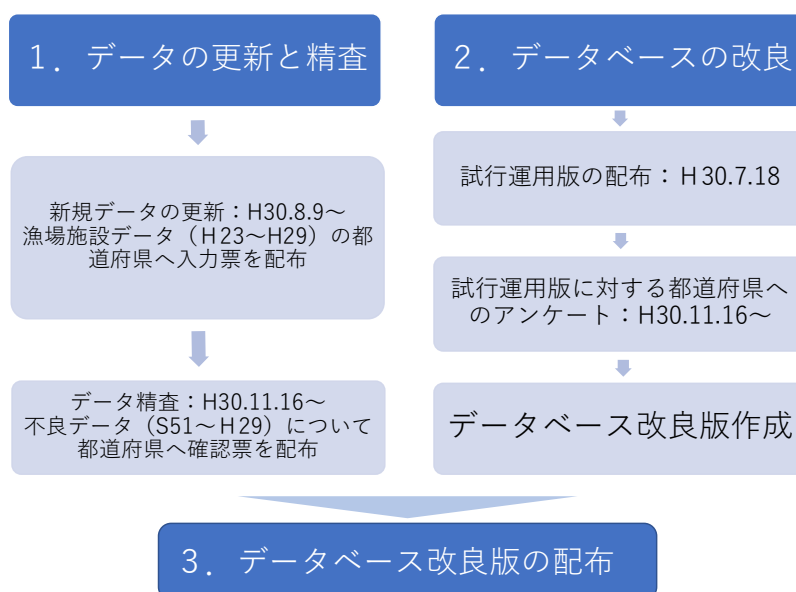 １．データの更新と精査
新規データの更新：H30.8.9～
漁場施設データ（Ｈ23～H29）の都
道府県へ入力票を配布
データ精査：H30.11.16～
不良データ（S51～Ｈ29）について
都道府県へ確認票を配布
２．データベースの改良
試行運用版の配布：Ｈ30.7.18
試行運用版に対する都道府県へ
のアンケート：H30.11.16～
データベース改良版作成
３．データベース改良版の配布